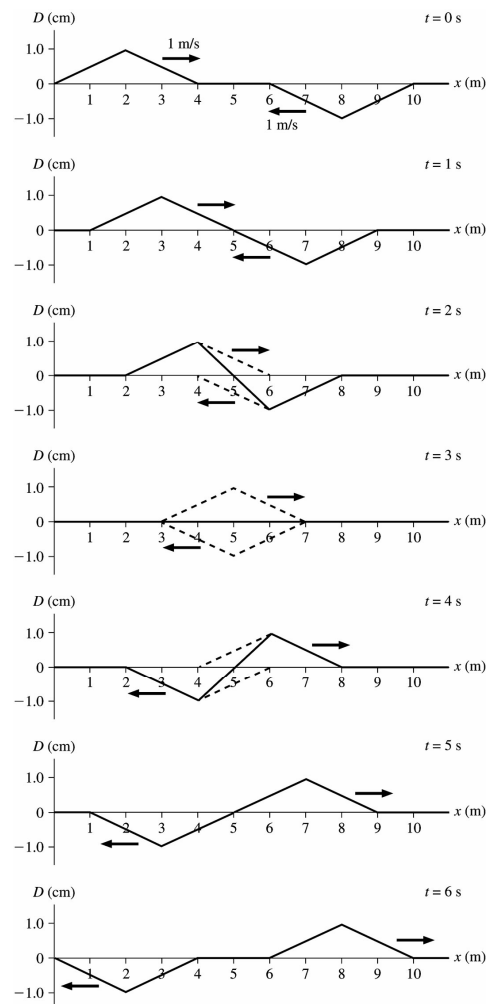 D (cm) t = 0 s
1.0 1 m/s
0 1 2 3 4 5 6 7 8 9 10 x (m)
−1.0 1 m/s
D (cm) t = 1 s
1.0
0 1 2 3 4 5 6 7 8 9 10 x (m)
−1.0
D (cm) t = 2 s
1.0
0 1 2 3 4 5 6 7 8 9 10 x (m)
−1.0
D (cm) t = 3 s
1.0
0 1 2 3 4 5 6 7 8 9 10 x (m)
−1.0
D (cm) t = 4 s
1.0
0 1 2 3 4 5 6 7 8 9 10 x (m)
−1.0
D (cm) t = 5 s
1.0
0 1 2 3 4 5 6 7 8 9 10 x (m)
−1.0
D (cm) t = 6 s
1.0
0 1 2 3 4 5 6 7 8 9 10 x (m)
−1.0